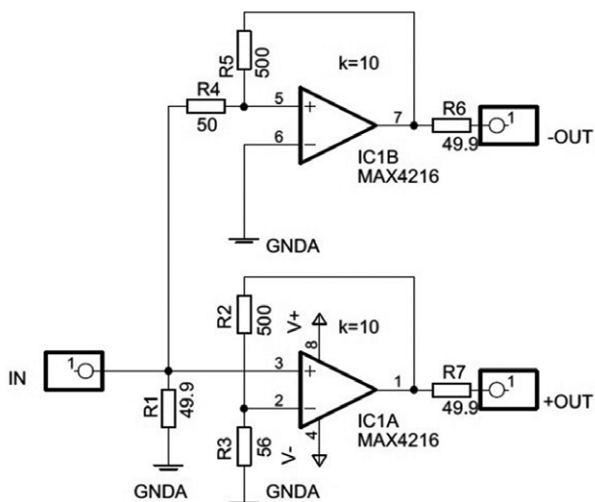 R5
500
k=10
R4
50
5
+
6
−
7
IC1B
MAX4216
R6
49.9
1
-OUT
GNDA
R2
500
V+
8
k=10
IN
1
3
+
2
−
1
R1
49.9
R3
56
V-
4
IC1A
MAX4216
R7
49.9
1
+OUT
GNDA
GNDA